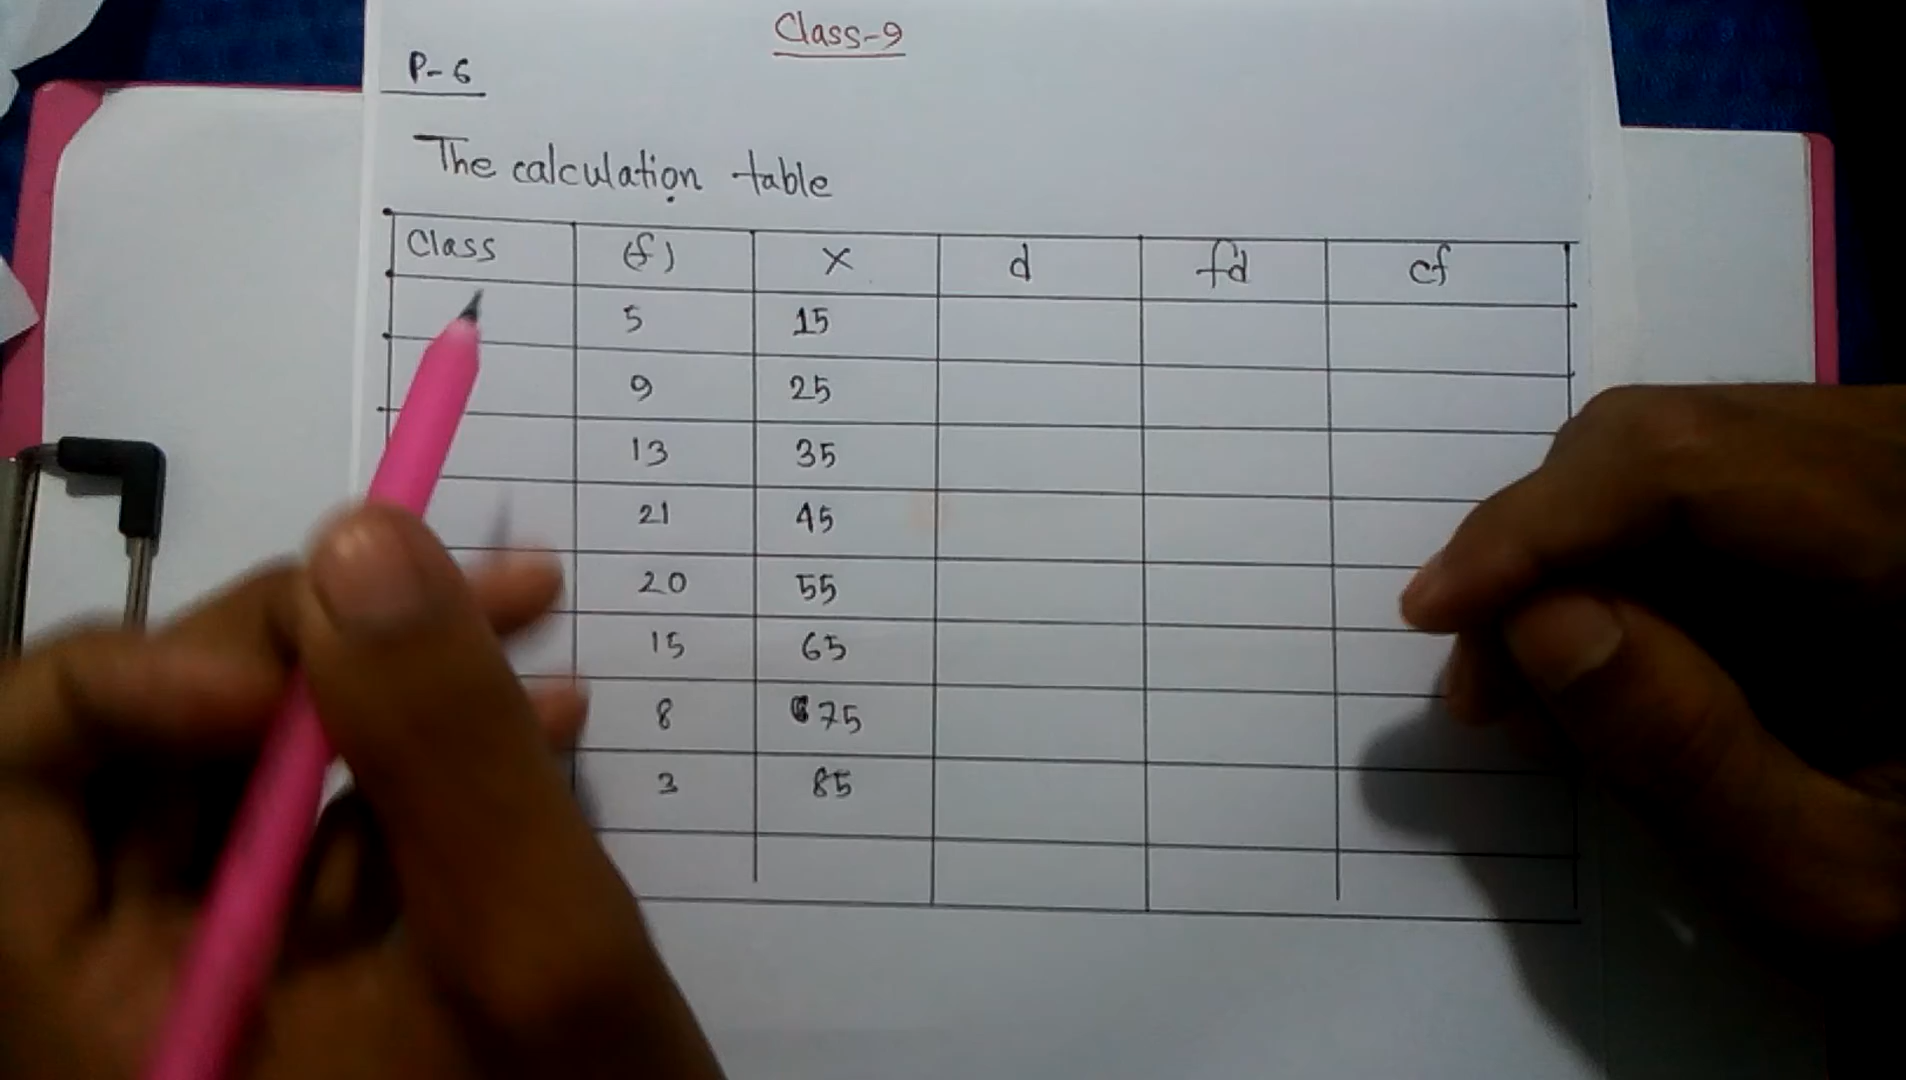 Class-9
P-6
The calculation table
Class (f) x d fd cf
5 15
9 25
13 35
21 45
20 55
15 65
8 75
3 85